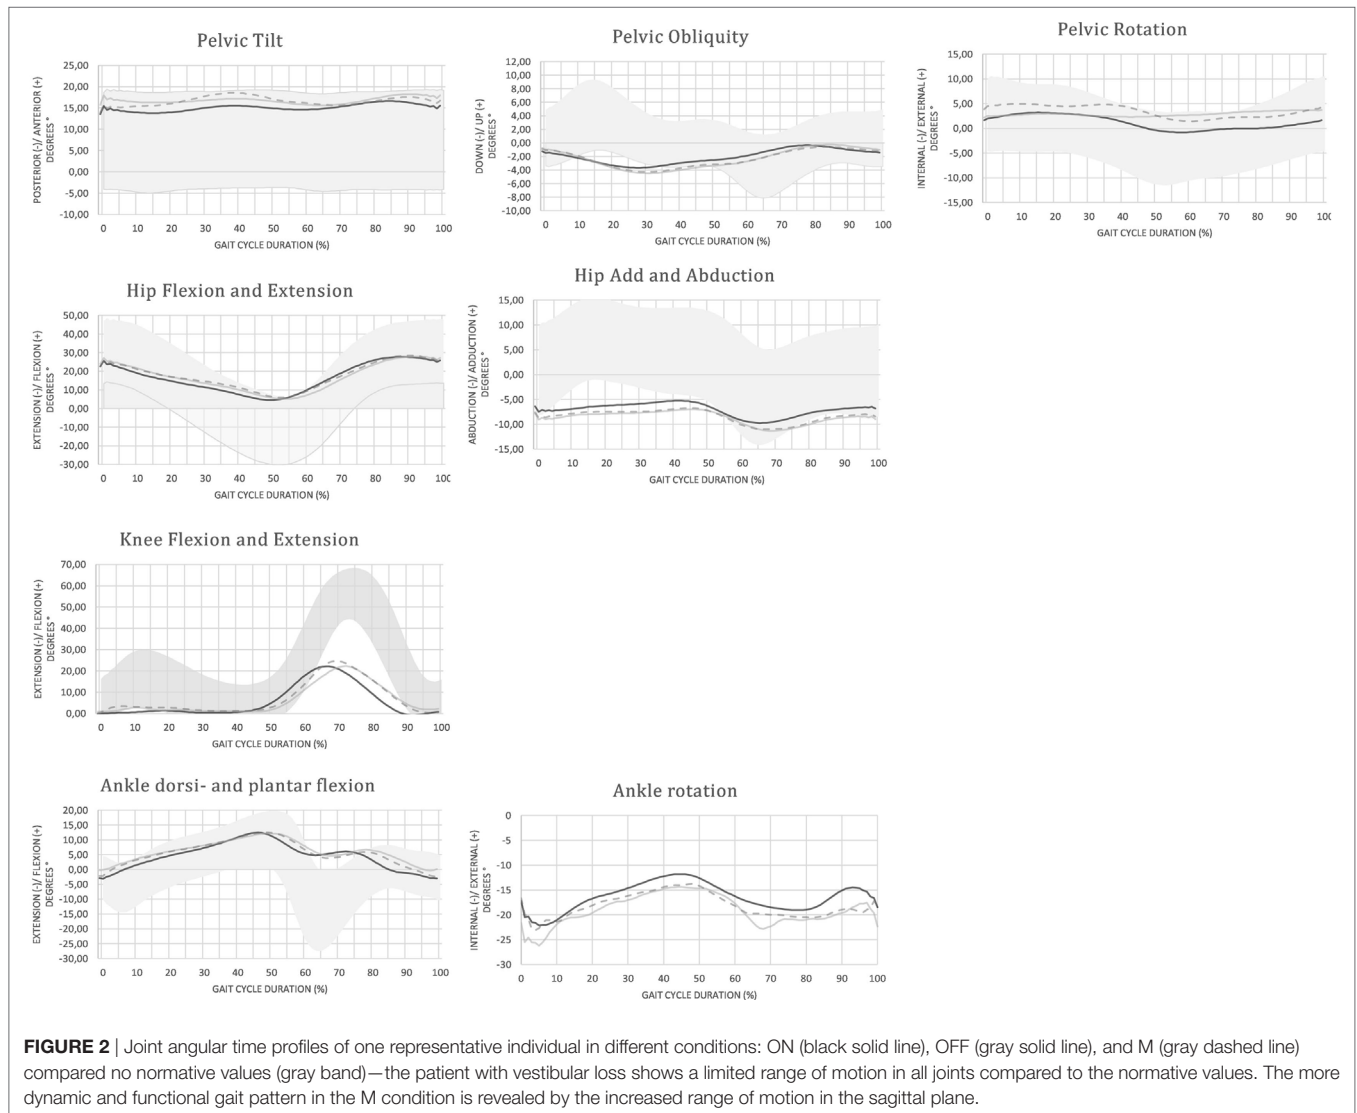 Pelvic Tilt
25,00
20,00
15,00
10,00
5,00
0,00
-5,00
-10,00
POSTERIOR (-)/ ANTERIOR (+)
DEGREES °
0 10 20 30 40 50 60 70 80 90 100
GAIT CYCLE DURATION (%)
Pelvic Obliquity
12,00
10,00
8,00
6,00
4,00
2,00
0,00
-2,00
-4,00
-6,00
-8,00
-10,00
DOWN (-)/ UP (+)
DEGREES °
0 10 20 30 40 50 60 70 80 90 100
GAIT CYCLE DURATION (%)
Pelvic Rotation
15,00
10,00
5,00
0,00
-5,00
-10,00
-15,00
INTERNAL (-)/ EXTERNAL (+)
DEGREES °
0 10 20 30 40 50 60 70 80 90 100
GAIT CYCLE DURATION (%)
Hip Flexion and Extension
50,00
40,00
30,00
20,00
10,00
0,00
-10,00
-20,00
-30,00
EXTENSION (-)/ FLEXION (+)
DEGREES °
0 10 20 30 40 50 60 70 80 90 100
GAIT CYCLE DURATION (%)
Hip Add and Abduction
15,00
10,00
5,00
0,00
-5,00
-10,00
-15,00
ABDUCTION (-)/ ADDUCTION (+)
DEGREES °
0 10 20 30 40 50 60 70 80 90 100
GAIT CYCLE DURATION (%)
Knee Flexion and Extension
70,00
60,00
50,00
40,00
30,00
20,00
10,00
0,00
EXTENSION (-)/ FLEXION (+)
DEGREES °
0 10 20 30 40 50 60 70 80 90 100
GAIT CYCLE DURATION (%)
Ankle dorsi- and plantar flexion
20,00
15,00
10,00
5,00
0,00
-5,00
-10,00
-15,00
-20,00
-25,00
-30,00
EXTENSION (-)/ FLEXION (+)
DEGREES °
0 10 20 30 40 50 60 70 80 90 100
GAIT CYCLE DURATION (%)
Ankle rotation
0
-5
-10
-15
-20
-25
-30
INTERNAL (-)/ EXTERNAL (+)
DEGREES °
0 10 20 30 40 50 60 70 80 90 100
GAIT CYCLE DURATION (%)
FIGURE 2 | Joint angular time profiles of one representative individual in different conditions: ON (black solid line), OFF (gray solid line), and M (gray dashed line)
compared no normative values (gray band)—the patient with vestibular loss shows a limited range of motion in all joints compared to the normative values. The more
dynamic and functional gait pattern in the M condition is revealed by the increased range of motion in the sagittal plane.